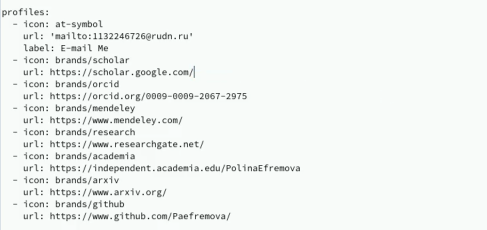 profiles:
  - icon: at-symbol
    url: 'mailto:1132246726@rudn.ru'
    label: E-mail Me
  - icon: brands/scholar
    url: https://scholar.google.com/
  - icon: brands/orcid
    url: https://orcid.org/0009-0009-2067-2975
  - icon: brands/mendeley
    url: https://www.mendeley.com/
  - icon: brands/research
    url: https://www.researchgate.net/
  - icon: brands/academia
    url: https://independent.academia.edu/PolinaEfremova
  - icon: brands/arxiv
    url: https://www.arxiv.org/
  - icon: brands/github
    url: https://www.github.com/Paefremova/